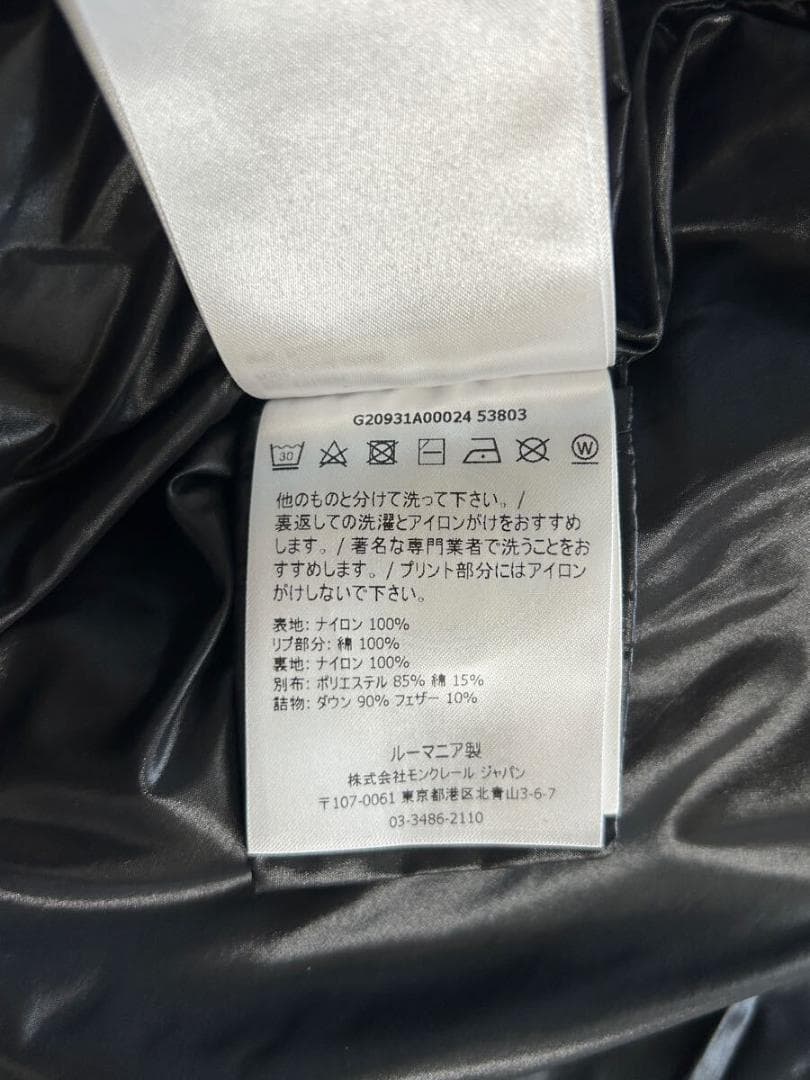 G20931A00024 53803
30
W
他のものと分けて洗って下さい。/
裏返しての洗濯とアイロンがけをおすすめ
します。/ 著名な専門業者で洗うことをお
すすめします。/ プリント部分にはアイロン
がけしないで下さい。
表地: ナイロン 100%
リブ部分: 綿 100%
裏地: ナイロン 100%
別布: ポリエステル 85% 綿 15%
詰物: ダウン 90% フェザー 10%
ルーマニア製
株式会社モンクレール ジャパン
〒107-0061 東京都港区北青山3-6-7
03-3486-2110